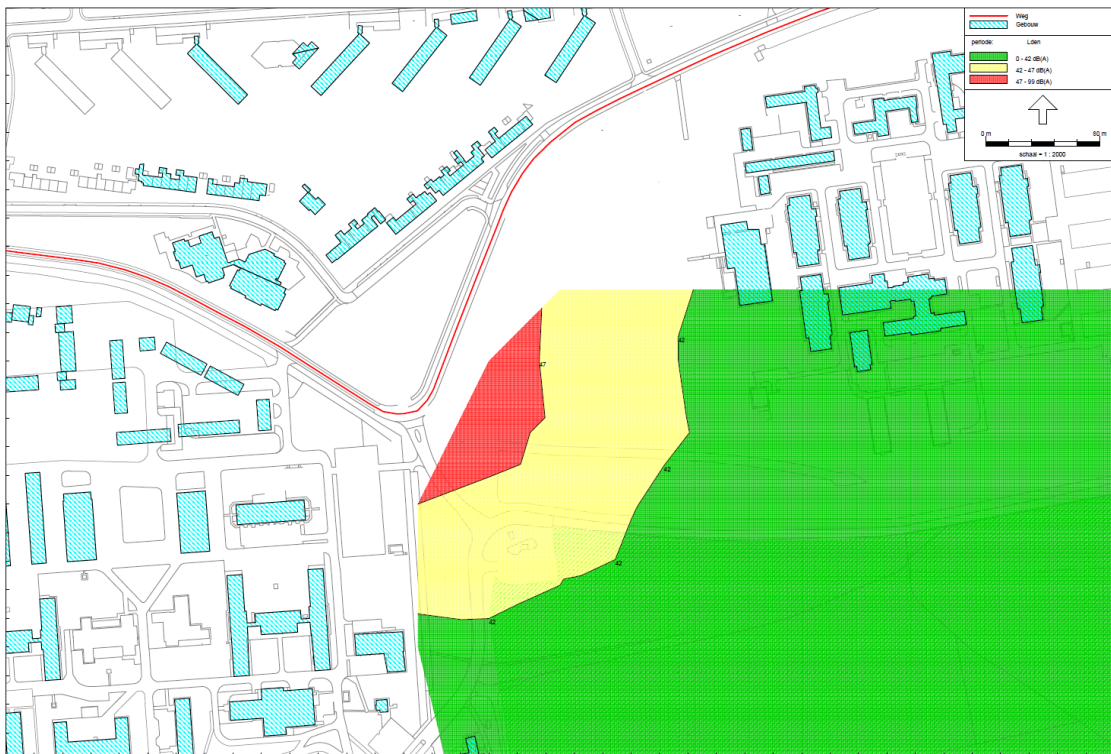 Weg
Gebouw
periode: Lden
0 - 42 dB(A)
42 - 47 dB(A)
47 - 99 dB(A)
0 m 80 m
schaal = 1 : 2000
42
47
42
42
42